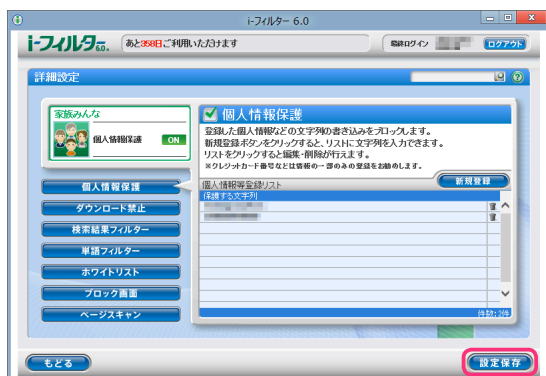 i-フィルター 6.0
i-フィルター 6.0
あと358日ご利用いただけます
最終ログイン
ログアウト
詳細設定
家族みんな
個人情報保護 ON
個人情報保護
登録した個人情報などの文字列の書き込みをブロックします。
新規登録ボタンをクリックすると、リストに文字列を入力できます。
リストをクリックすると編集・削除が行えます。
※クレジットカード番号などは情報の一部のみの登録をお勧めします。
個人情報等登録リスト
新規登録
保護する文字列
件数:2件
個人情報保護
ダウンロード禁止
検索結果フィルター
単語フィルター
ホワイトリスト
ブロック画面
ページスキャン
もどる
設定保存